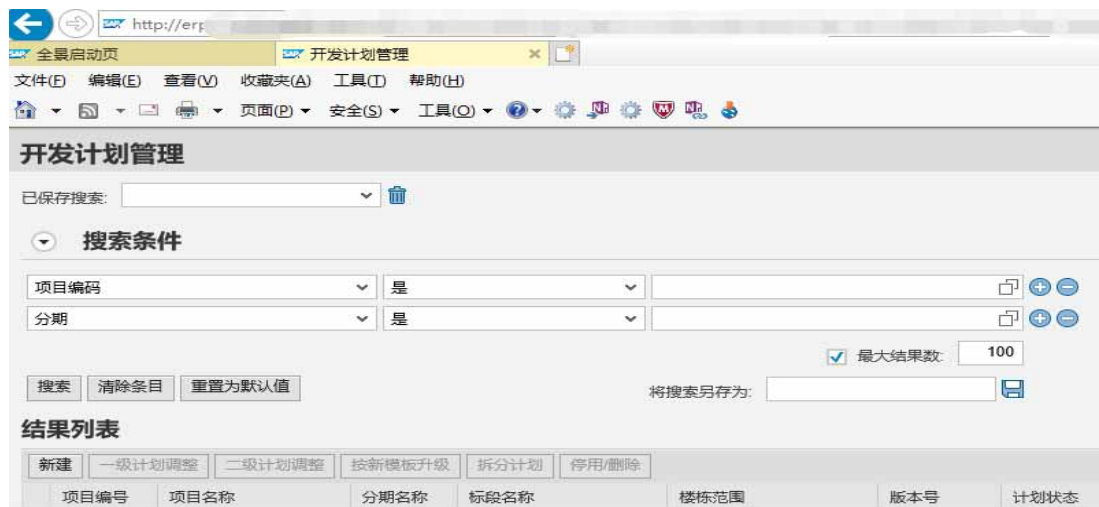 SAP http://erp
SAP 全景启动页 SAP 开发计划管理
文件(F) 编辑(E) 查看(V) 收藏夹(A) 工具(T) 帮助(H)
页面(P) 安全(S) 工具(O)
开发计划管理
已保存搜索:
搜索条件
项目编码 是
分期 是
最大结果数: 100
搜索 清除条目 重置为默认值 将搜索另存为:
结果列表
新建 一级计划调整 二级计划调整 按新模板升级 拆分计划 停用/删除
项目编号 项目名称 分期名称 标段名称 楼栋范围 版本号 计划状态